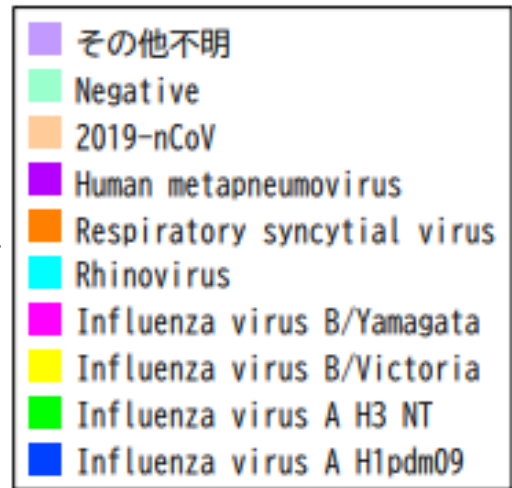 その他不明
Negative
2019-nCoV
Human metapneumovirus
Respiratory syncytial virus
Rhinovirus
Influenza virus B/Yamagata
Influenza virus B/Victoria
Influenza virus A H3 NT
Influenza virus A H1pdm09